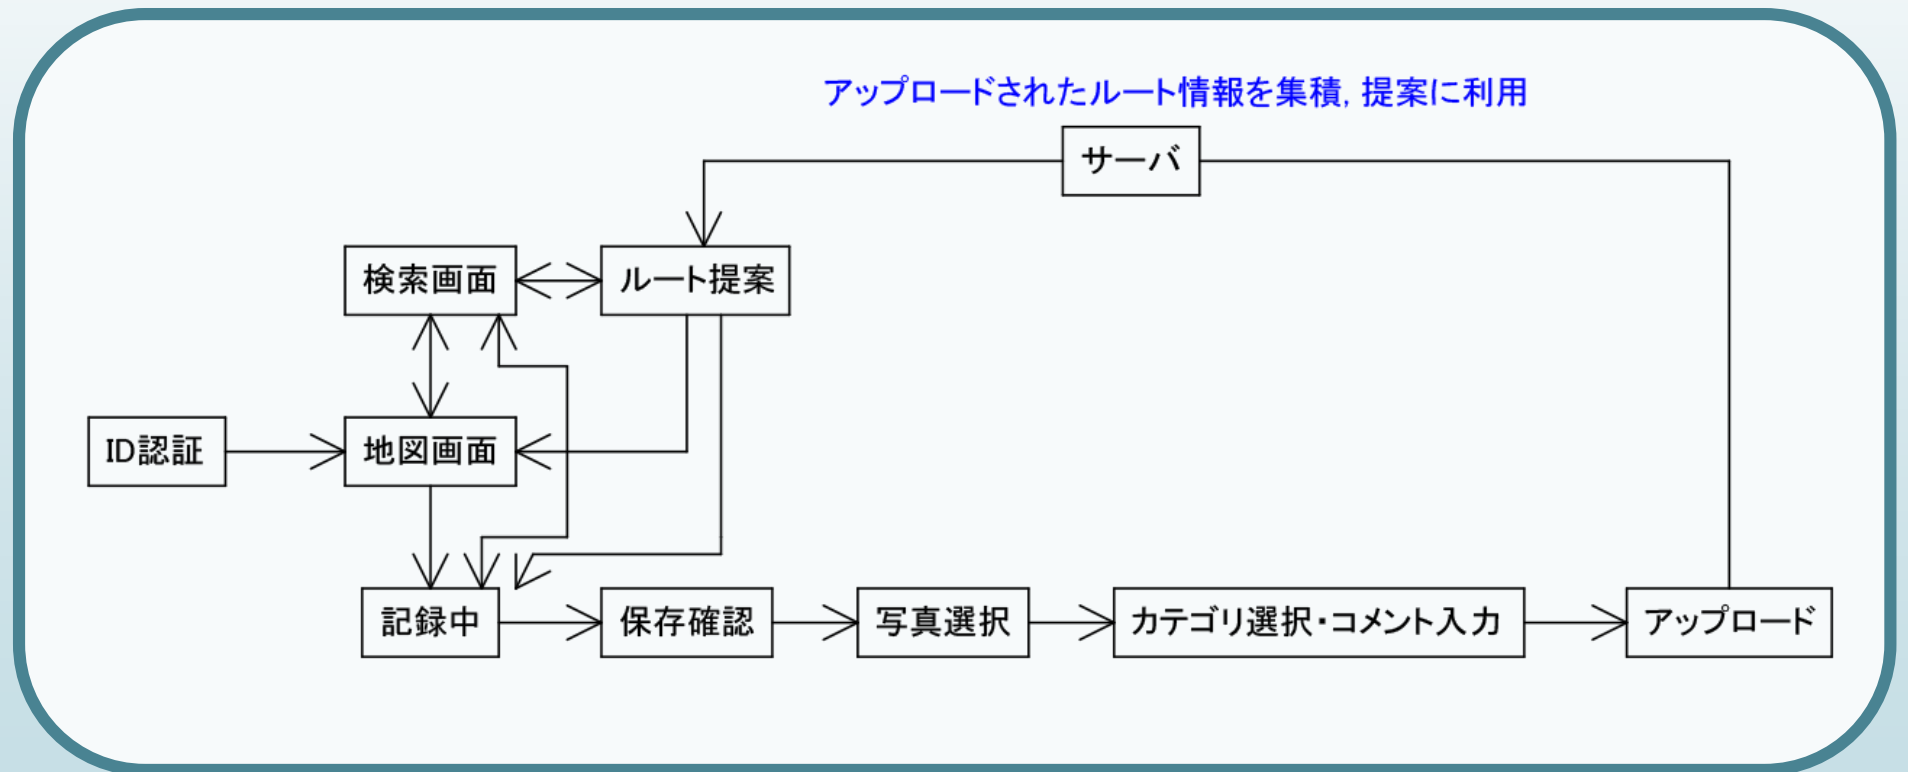 アップロードされたルート情報を集積, 提案に利用
サーバ
検索画面
ルート提案
ID認証
地図画面
記録中
保存確認
写真選択
カテゴリ選択・コメント入力
アップロード